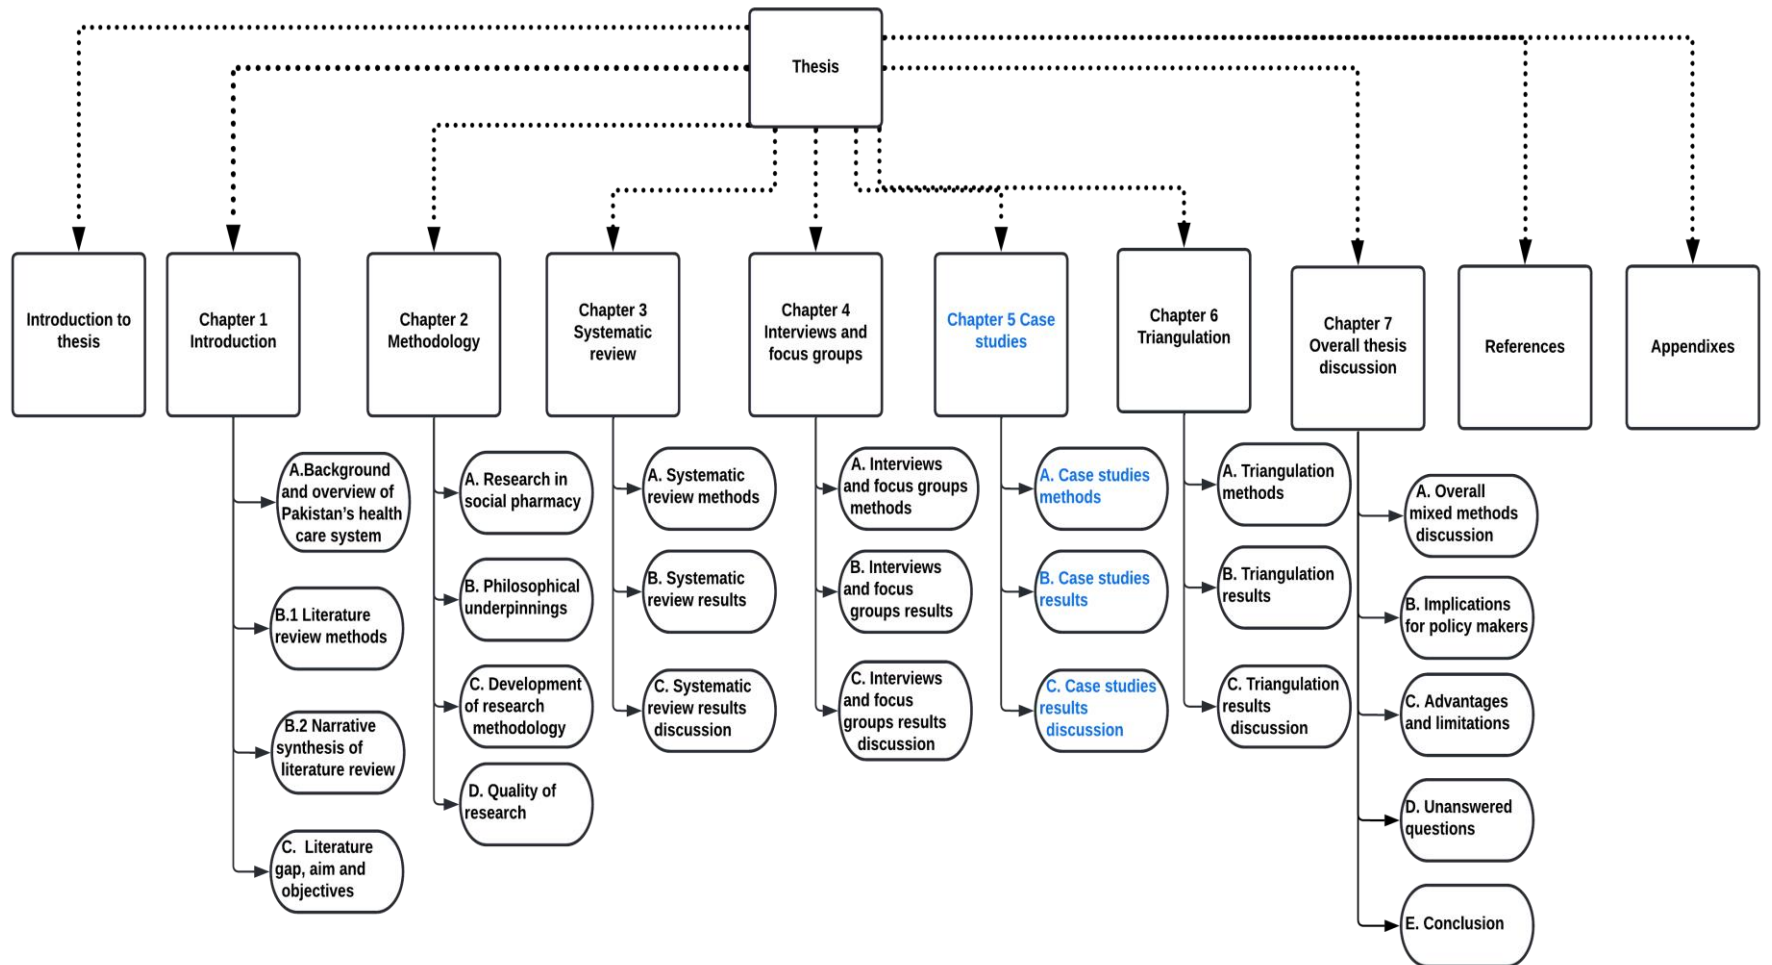 Thesis
Introduction to
thesis
Chapter 1
Introduction
Chapter 2
Methodology
Chapter 3
Systematic
review
Chapter 4
Interviews and
focus groups
Chapter 5 Case
studies
Chapter 6
Triangulation
Chapter 7
Overall thesis
discussion
References
Appendixes
A.Background
and overview of
Pakistan's health
care system
B.1 Literature
review methods
B.2 Narrative
synthesis of
literature review
C. Literature
gap, aim and
objectives
A. Research in
social pharmacy
B. Philosophical
underpinnings
C. Development
of research
methodology
D. Quality of
research
A. Systematic
review methods
B. Systematic
review results
C. Systematic
review results
discussion
A. Interviews
and focus groups
methods
B. Interviews
and focus
groups results
C. Interviews
and focus
groups results
discussion
A. Case studies
methods
B. Case studies
results
C. Case studies
results
discussion
A. Triangulation
methods
B. Triangulation
results
C. Triangulation
results
discussion
A. Overall
mixed methods
discussion
B. Implications
for policy makers
C. Advantages
and limitations
D. Unanswered
questions
E. Conclusion